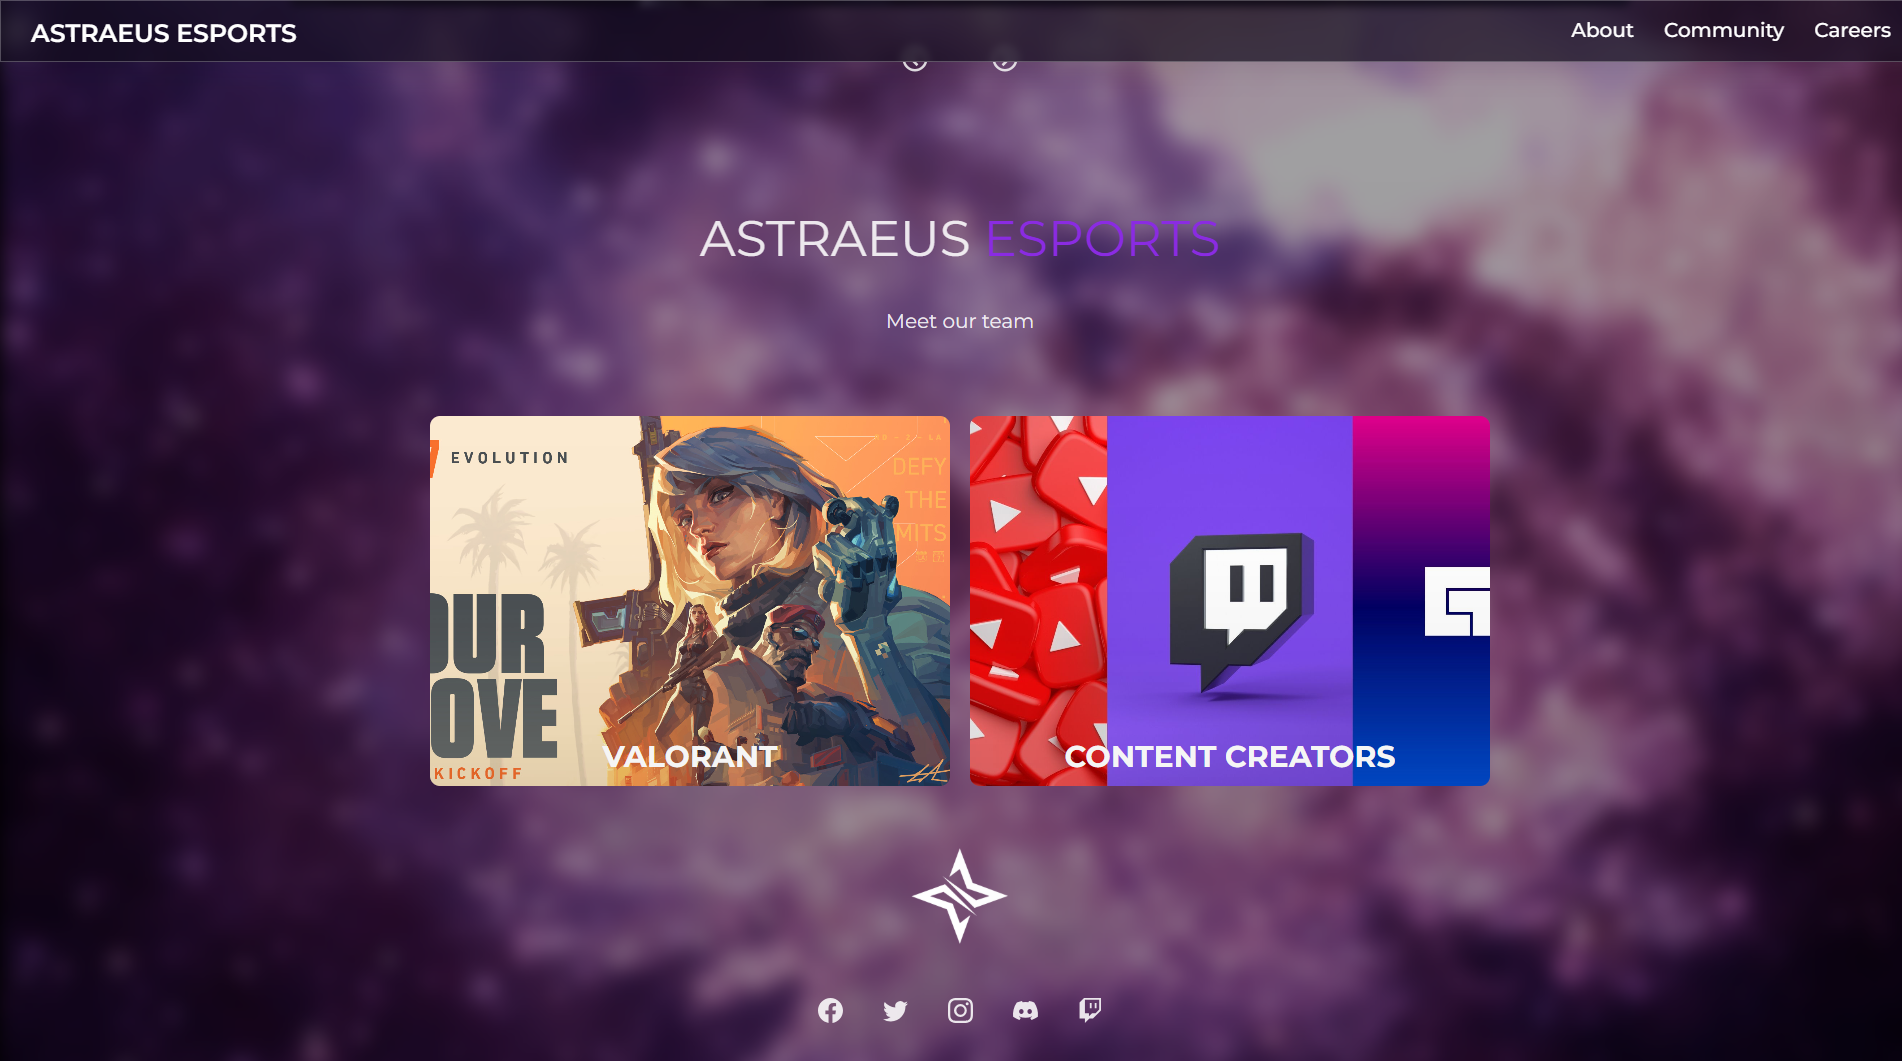 ASTRAEUS ESPORTS
About Community Careers
ASTRAEUS ESPORTS
Meet our team
EVOLUTION
DEFY
THE
MITS
OUR
OVE
KICKOFF
VALORANT
CONTENT CREATORS